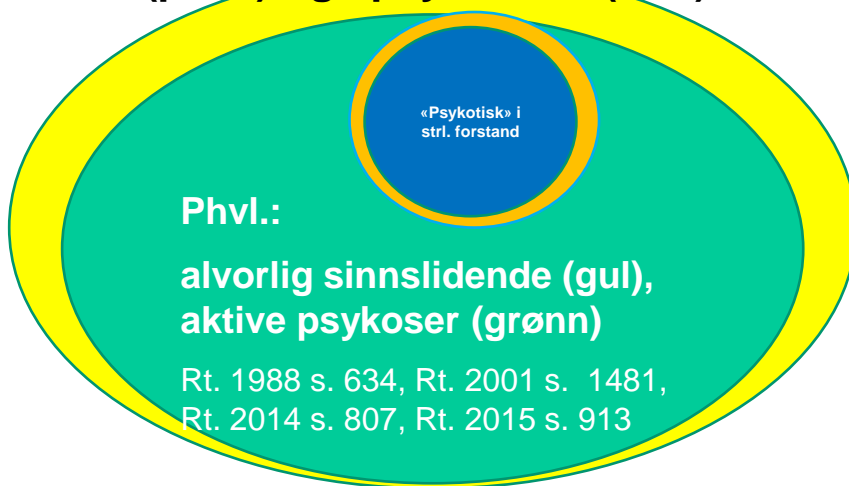 «Psykotisk» i
strl. forstand
Phvl.:
alvorlig sinnslidende (gul),
aktive psykoser (grønn)
Rt. 1988 s. 634, Rt. 2001 s. 1481,
Rt. 2014 s. 807, Rt. 2015 s. 913